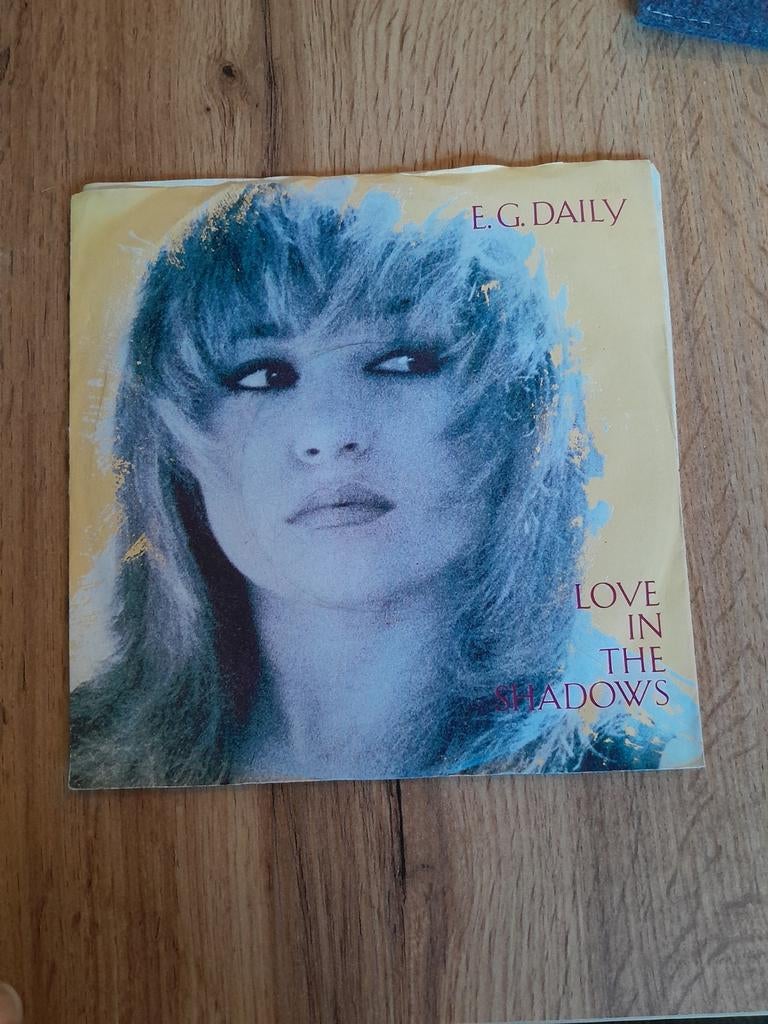 E. G. DAILY
LOVE
IN
THE
SHADOWS